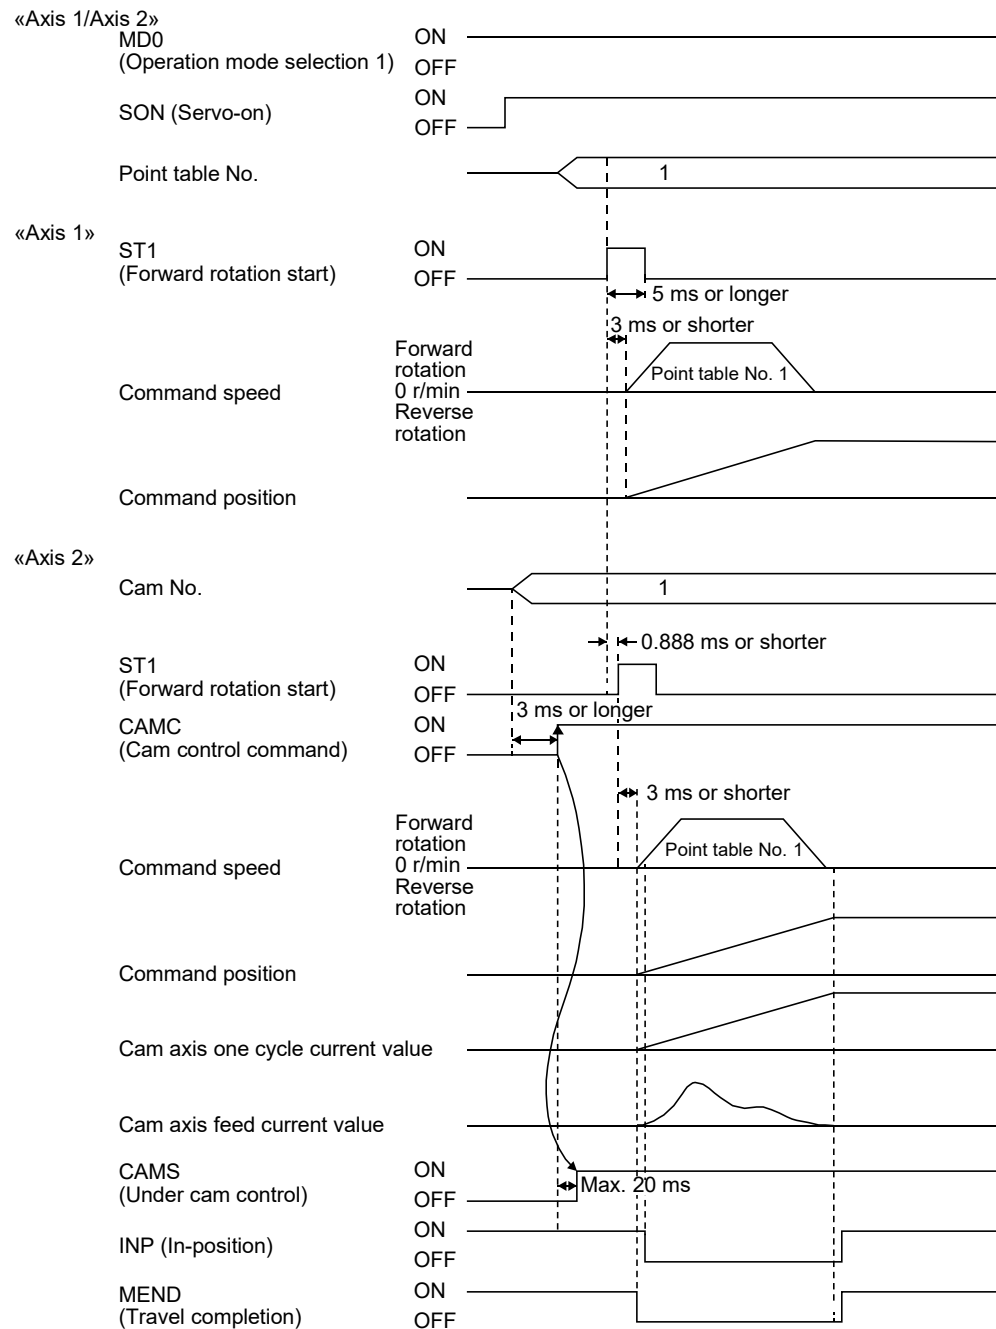 «Axis 1/Axis 2»
MD0
(Operation mode selection 1)
ON
OFF
SON (Servo-on)
ON
OFF
Point table No.
1
«Axis 1»
ST1
(Forward rotation start)
ON
OFF
5 ms or longer
3 ms or shorter
Command speed
Forward
rotation
0 r/min
Reverse
rotation
Point table No. 1
Command position
«Axis 2»
Cam No.
1
0.888 ms or shorter
ST1
(Forward rotation start)
ON
OFF
3 ms or longer
CAMC
(Cam control command)
ON
OFF
3 ms or shorter
Command speed
Forward
rotation
0 r/min
Reverse
rotation
Point table No. 1
Command position
Cam axis one cycle current value
Cam axis feed current value
CAMS
(Under cam control)
ON
OFF
Max. 20 ms
INP (In-position)
ON
OFF
MEND
(Travel completion)
ON
OFF